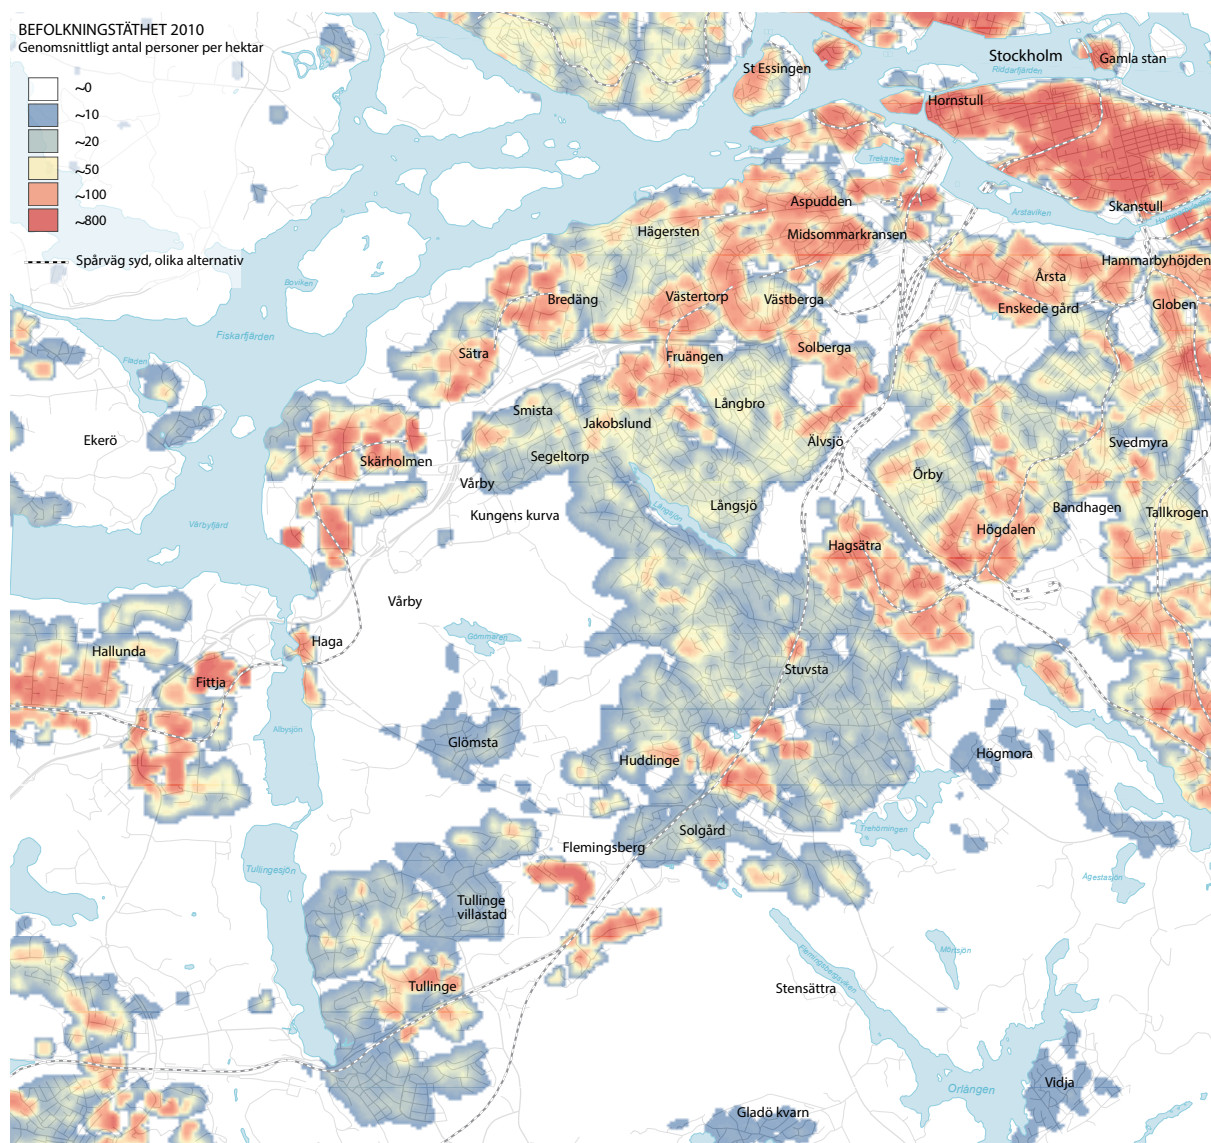 BEFOLKNINGSTÄTHET 2010
Genomsnittligt antal personer per hektar
~0
~10
~20
~50
~100
~800
Spårväg syd, olika alternativ
St Essingen
Stockholm
Gamla stan
Riddarfjärden
Hornstull
Trekanten
Skanstull
Årstaviken
Aspudden
Hägersten
Midsommarkransen
Hammarbyhöjden
Årsta
Boviken
Bredäng
Västertorp
Västberga
Enskede gård
Globen
Fiskarfjärden
Sätra
Fruängen
Solberga
Fladen
Långbro
Smista
Jakobslund
Ekerö
Älvsjö
Svedmyra
Segeltorp
Skärholmen
Örby
Vårby
Långsjön
Långsjö
Bandhagen
Tallkrogen
Kungens kurva
Vårbyfjärd
Högdalen
Hagsätra
Vårby
Gömmaren
Haga
Hallunda
Stuvsta
Fittja
Albysjön
Glömsta
Huddinge
Högmora
Solgård
Trehörningen
Flemingsberg
Tullingesjön
Ågestasjön
Tullinge
villastad
Mörtsjön
Flemingsbergsviken
Tullinge
Stensättra
Orlången
Vidja
Gladö kvarn